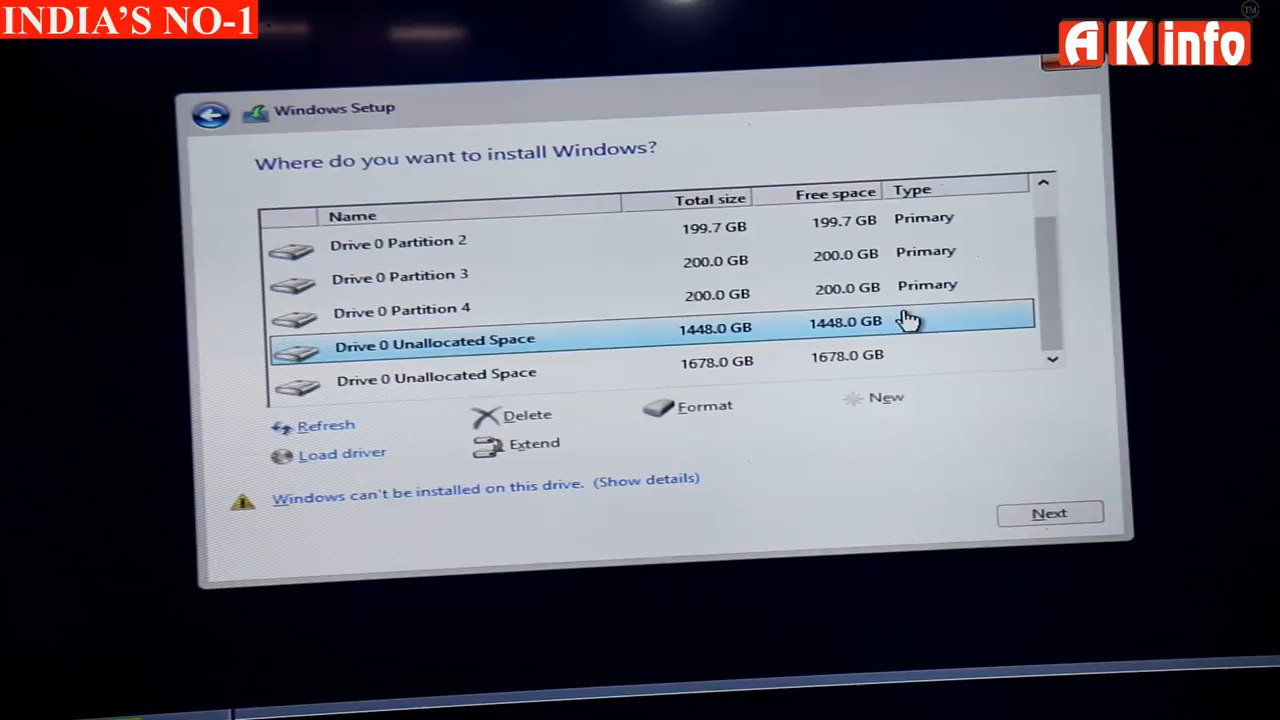 INDIA'S NO-1
TM
AK info
Windows Setup
Where do you want to install Windows?
Name Total size Free space Type
Drive 0 Partition 2 199.7 GB 199.7 GB Primary
Drive 0 Partition 3 200.0 GB 200.0 GB Primary
Drive 0 Partition 4 200.0 GB 200.0 GB Primary
Drive 0 Unallocated Space 1448.0 GB 1448.0 GB
Drive 0 Unallocated Space 1678.0 GB 1678.0 GB
Refresh Delete Format New
Load driver Extend
Windows can't be installed on this drive. (Show details)
Next